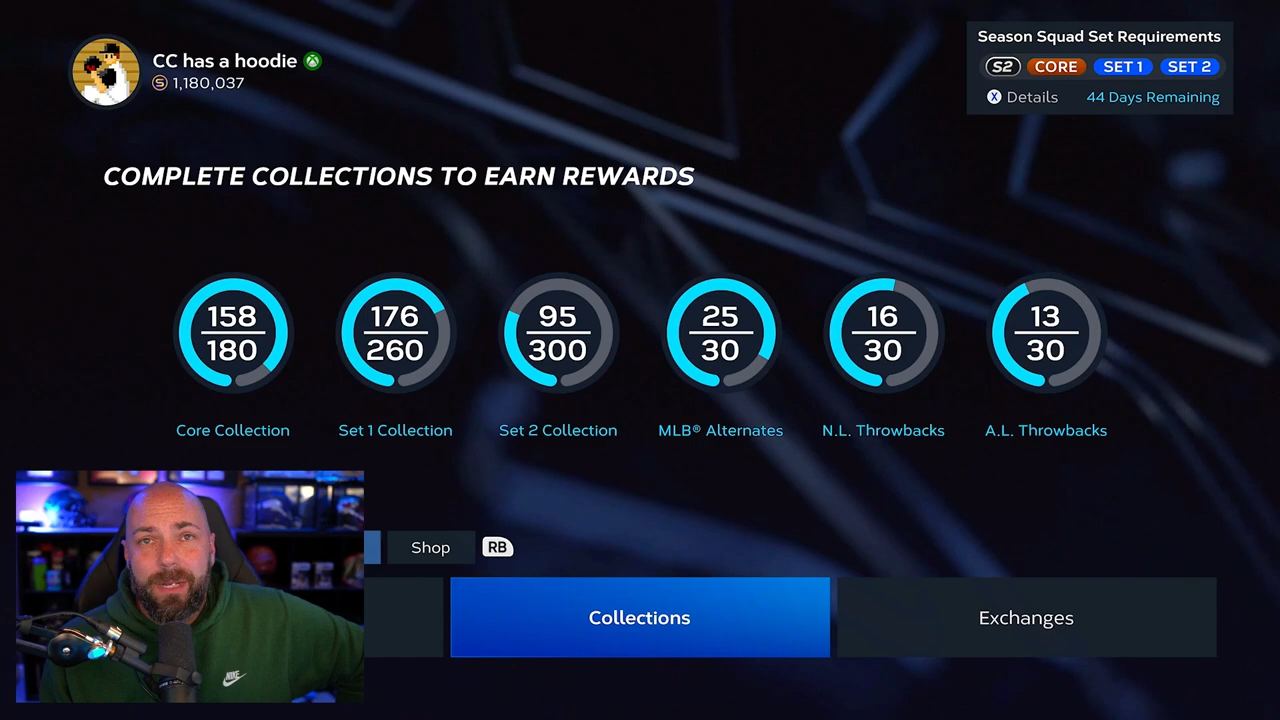 CC has a hoodie
S 1,180,037
Season Squad Set Requirements
S2 CORE SET 1 SET 2
X Details 44 Days Remaining
COMPLETE COLLECTIONS TO EARN REWARDS
158 176 95 25 16 13
180 260 300 30 30 30
Core Collection Set 1 Collection Set 2 Collection MLB® Alternates N.L. Throwbacks A.L. Throwbacks
Shop RB
Collections Exchanges
NIKE